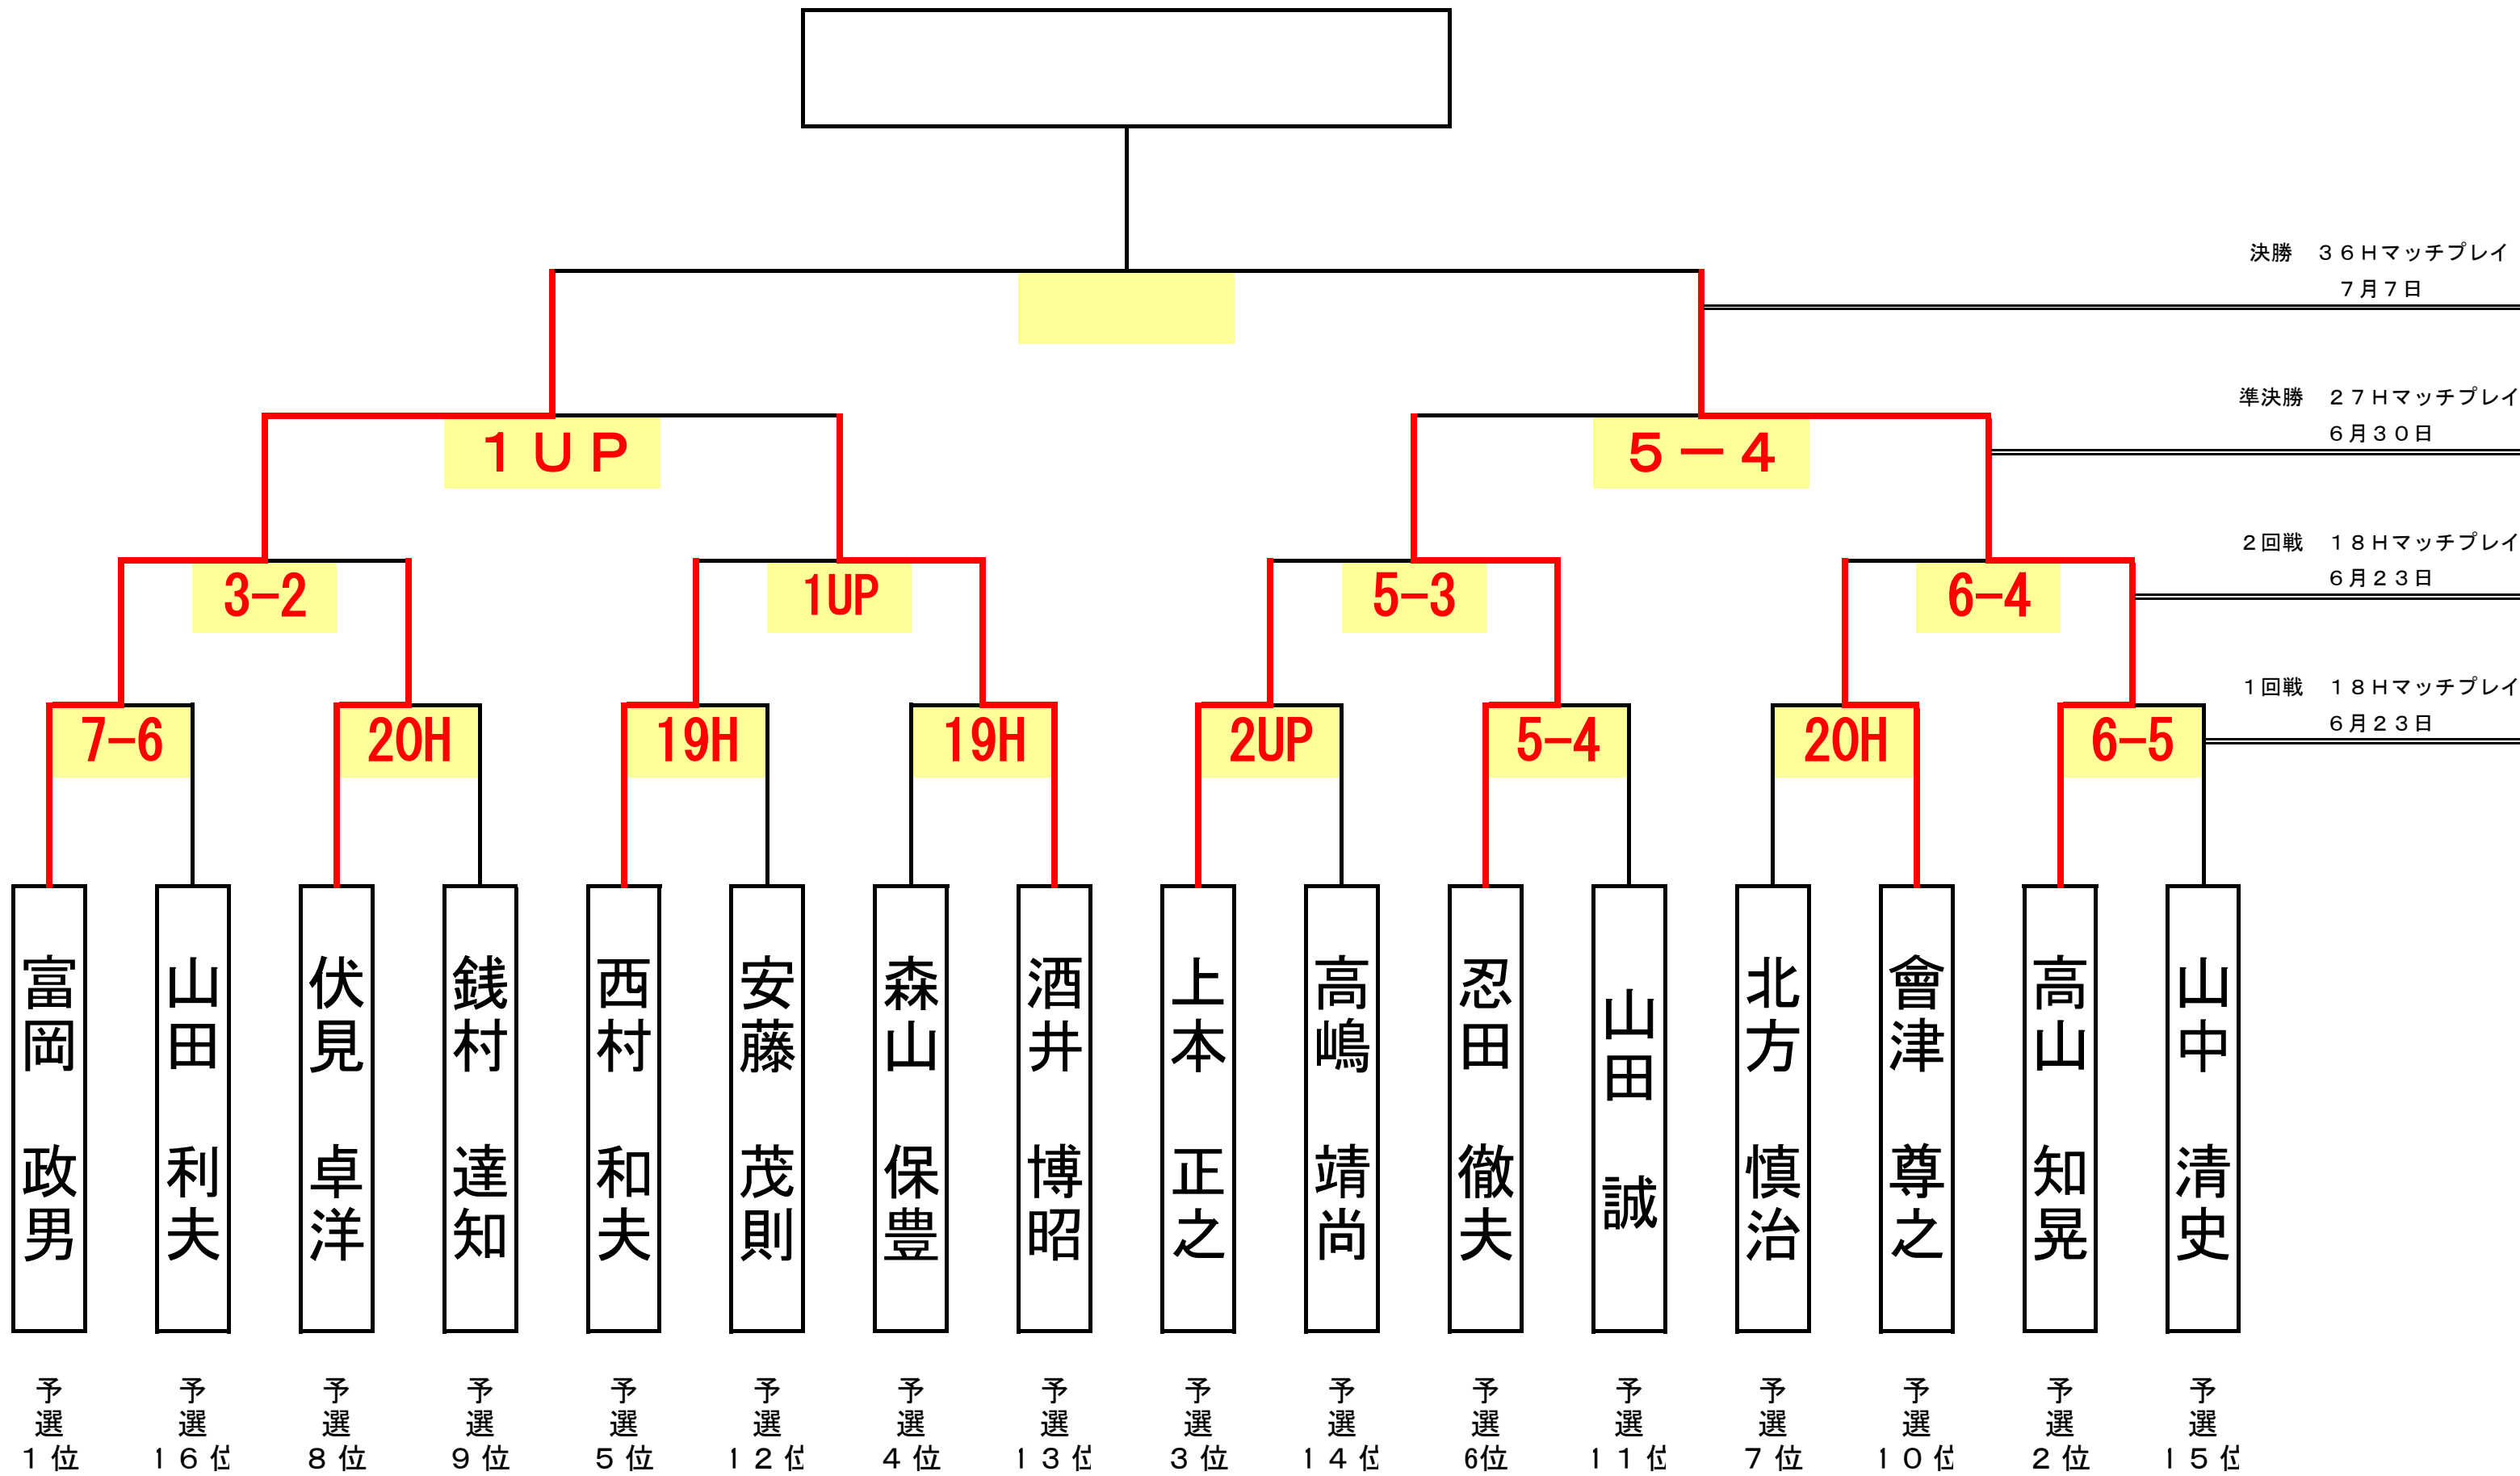 決勝　３６Ｈマッチプレイ
７月７日
準決勝　２７Ｈマッチプレイ
６月３０日
１ＵＰ
５－４
２回戦　１８Ｈマッチプレイ
６月２３日
3-2
1UP
5-3
6-4
１回戦　１８Ｈマッチプレイ
６月２３日
7-6
20H
19H
19H
2UP
5-4
20H
6-5
富岡　政男
山田　利夫
伏見　卓洋
銭村　達知
西村　和夫
安藤　茂則
森山　保豊
酒井　博昭
上本　正之
高嶋　靖尚
忍田　徹夫
山田　誠
北方　慎治
會津　尊之
高山　知晃
山中　清史
予選１位
予選１６位
予選８位
予選９位
予選５位
予選１２位
予選４位
予選１３位
予選３位
予選１４位
予選6位
予選１１位
予選７位
予選１０位
予選２位
予選１５位